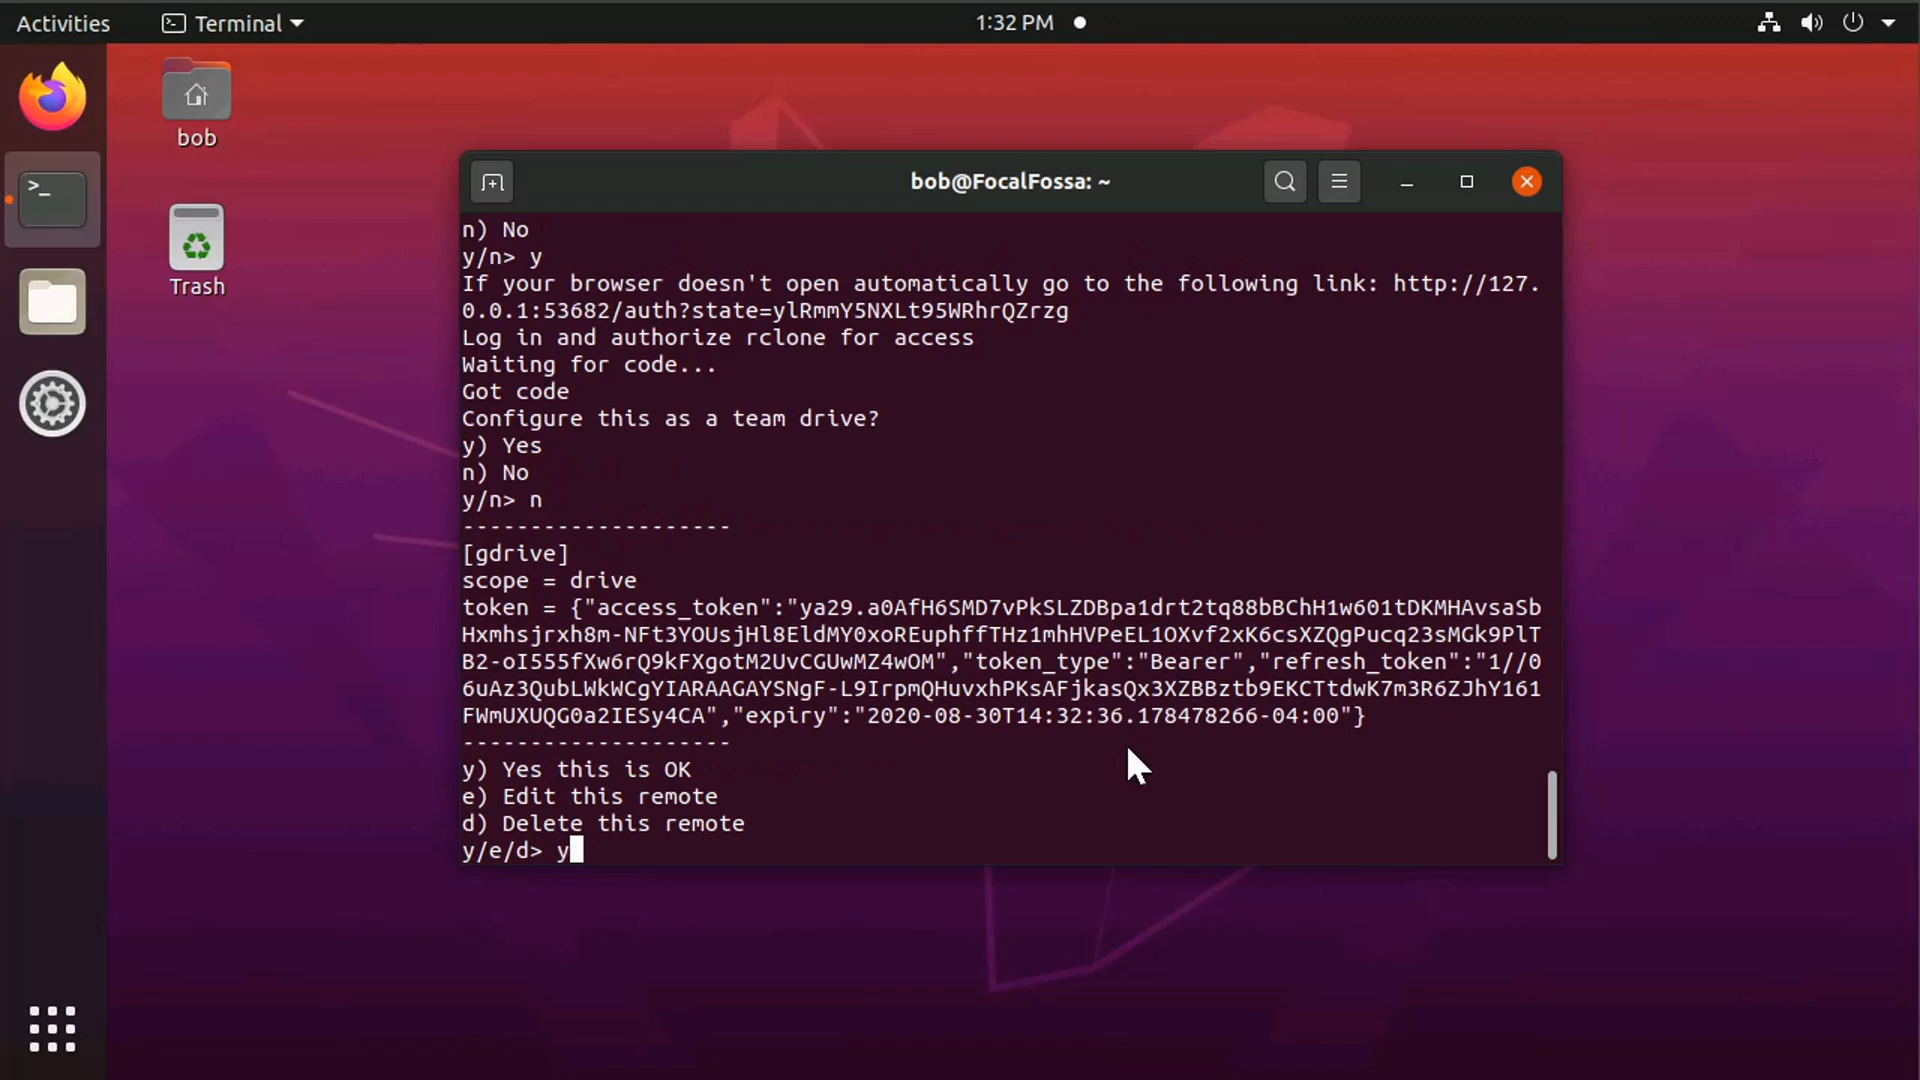 Activities
Terminal
1:32 PM
bob
Trash
bob@FocalFossa: ~
n) No
y/n> y
If your browser doesn't open automatically go to the following link: http://127.
0.0.1:53682/auth?state=ylRmmY5NXLt95WRhrQZrzg
Log in and authorize rclone for access
Waiting for code...
Got code
Configure this as a team drive?
y) Yes
n) No
y/n> n
--------------------
[gdrive]
scope = drive
token = {"access_token":"ya29.a0AfH6SMD7vPkSLZDBpa1drt2tq88bBChH1w601tDKMHAvsaSb
Hxmhsjrxh8m-NFt3YOUsjHl8EldMY0xoREuphffTHz1mhHVPeEL1OXvf2xK6csXZQgPucq23sMGk9PlT
B2-oI555fXw6rQ9kFXgotM2UvCGUwMZ4wOM","token_type":"Bearer","refresh_token":"1//0
6uAz3QubLWkWCgYIARAAGAYSNgF-L9IrpmQHuvxhPKsAFjkasQx3XZBBztb9EKCTtdwK7m3R6ZJhY161
FWmUXUQG0a2IESy4CA","expiry":"2020-08-30T14:32:36.178478266-04:00"}
--------------------
y) Yes this is OK
e) Edit this remote
d) Delete this remote
y/e/d> y